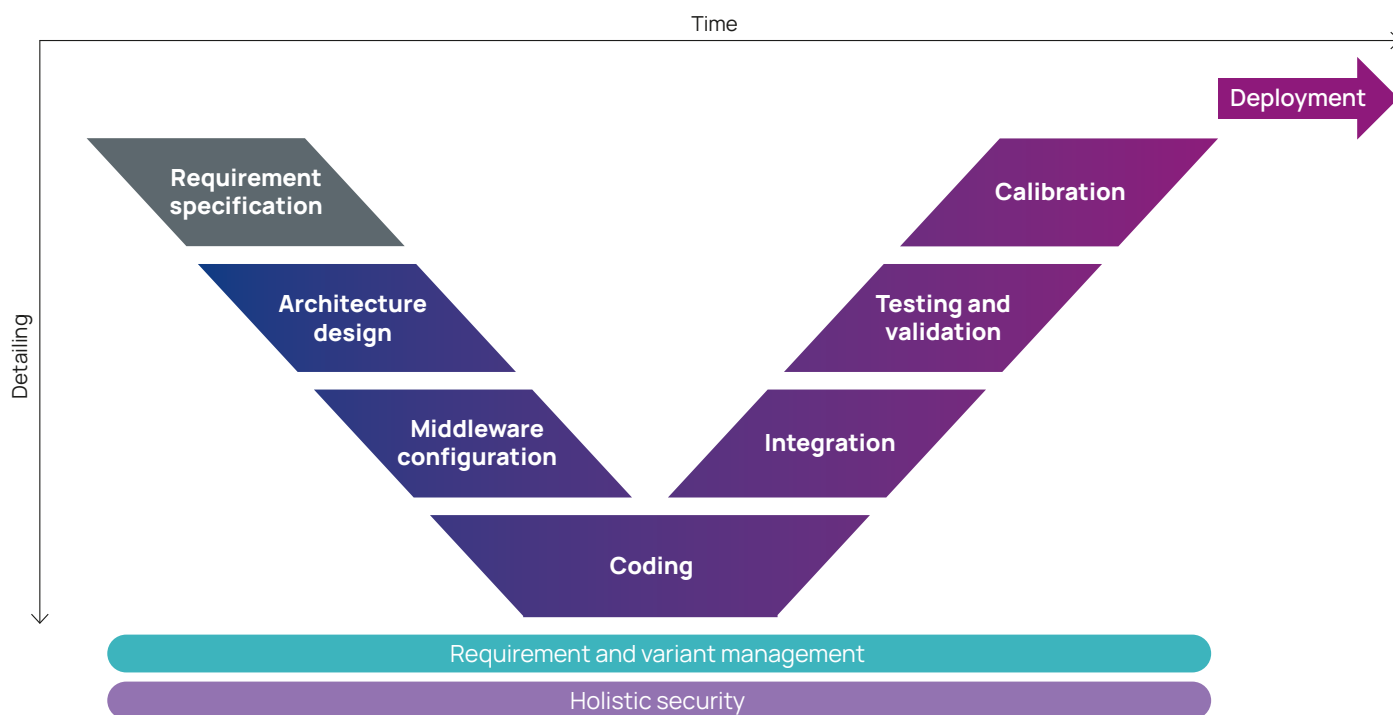 Time
Deployment
Detailing
Requirement
specification
Architecture
design
Middleware
configuration
Coding
Integration
Testing and
validation
Calibration
Requirement and variant management
Holistic security